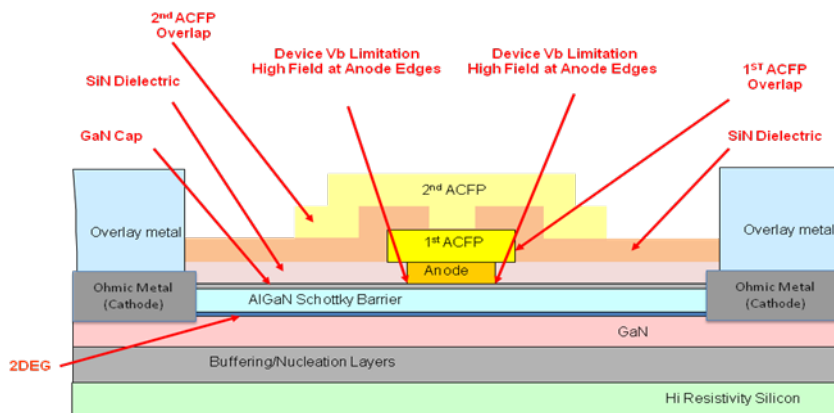 2nd ACFP
Overlap
Device Vb Limitation
High Field at Anode Edges
Device Vb Limitation
High Field at Anode Edges
1ST ACFP
Overlap
SiN Dielectric
GaN Cap
SiN Dielectric
2nd ACFP
Overlay metal
1st ACFP
Overlay metal
Anode
Ohmic Metal
(Cathode)
AlGaN Schottky Barrier
Ohmic Metal
(Cathode)
GaN
2DEG
Buffering/Nucleation Layers
Hi Resistivity Silicon